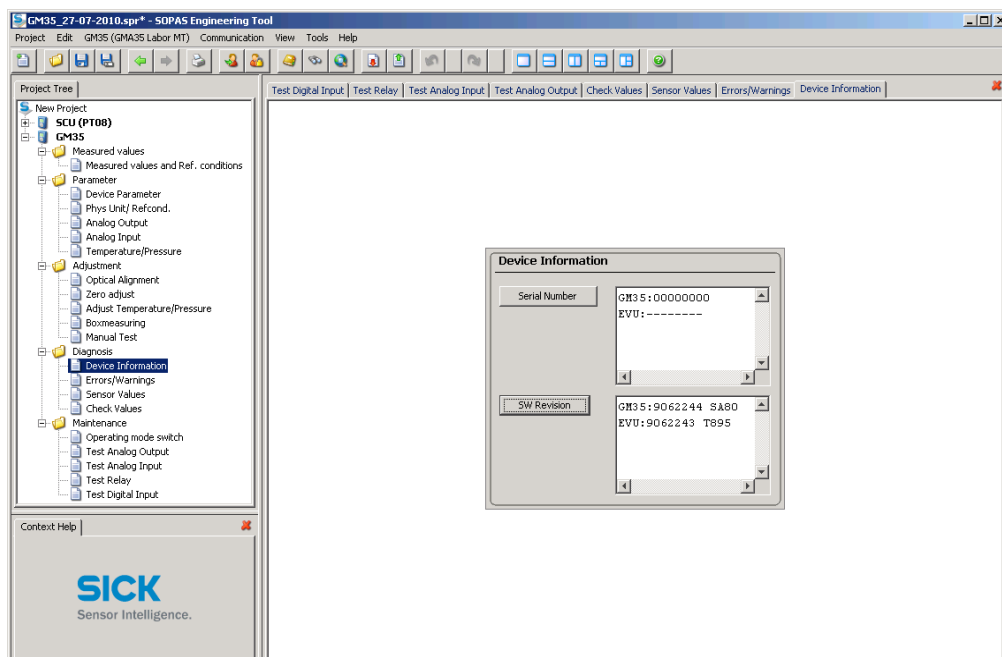 GM35_27-07-2010.spr* - SOPAS Engineering Tool
Project Edit GM35 (GMA35 Labor MT) Communication View Tools Help
Project Tree
New Project
SCU (PT08)
GM35
Measured values
Measured values and Ref. conditions
Parameter
Device Parameter
Phys Unit/ Refcond.
Analog Output
Analog Input
Temperature/Pressure
Adjustment
Optical Alignment
Zero adjust
Adjust Temperature/Pressure
Boxmeasuring
Manual Test
Diagnosis
Device Information
Errors/Warnings
Sensor Values
Check Values
Maintenance
Operating mode switch
Test Analog Output
Test Analog Input
Test Relay
Test Digital Input
Context Help
SICK
Sensor Intelligence.
Test Digital Input Test Relay Test Analog Input Test Analog Output Check Values Sensor Values Errors/Warnings Device Information
Device Information
Serial Number
GM35:00000000
EVU:--------
SW Revision
GM35:9062244 SA80
EVU:9062243 T895